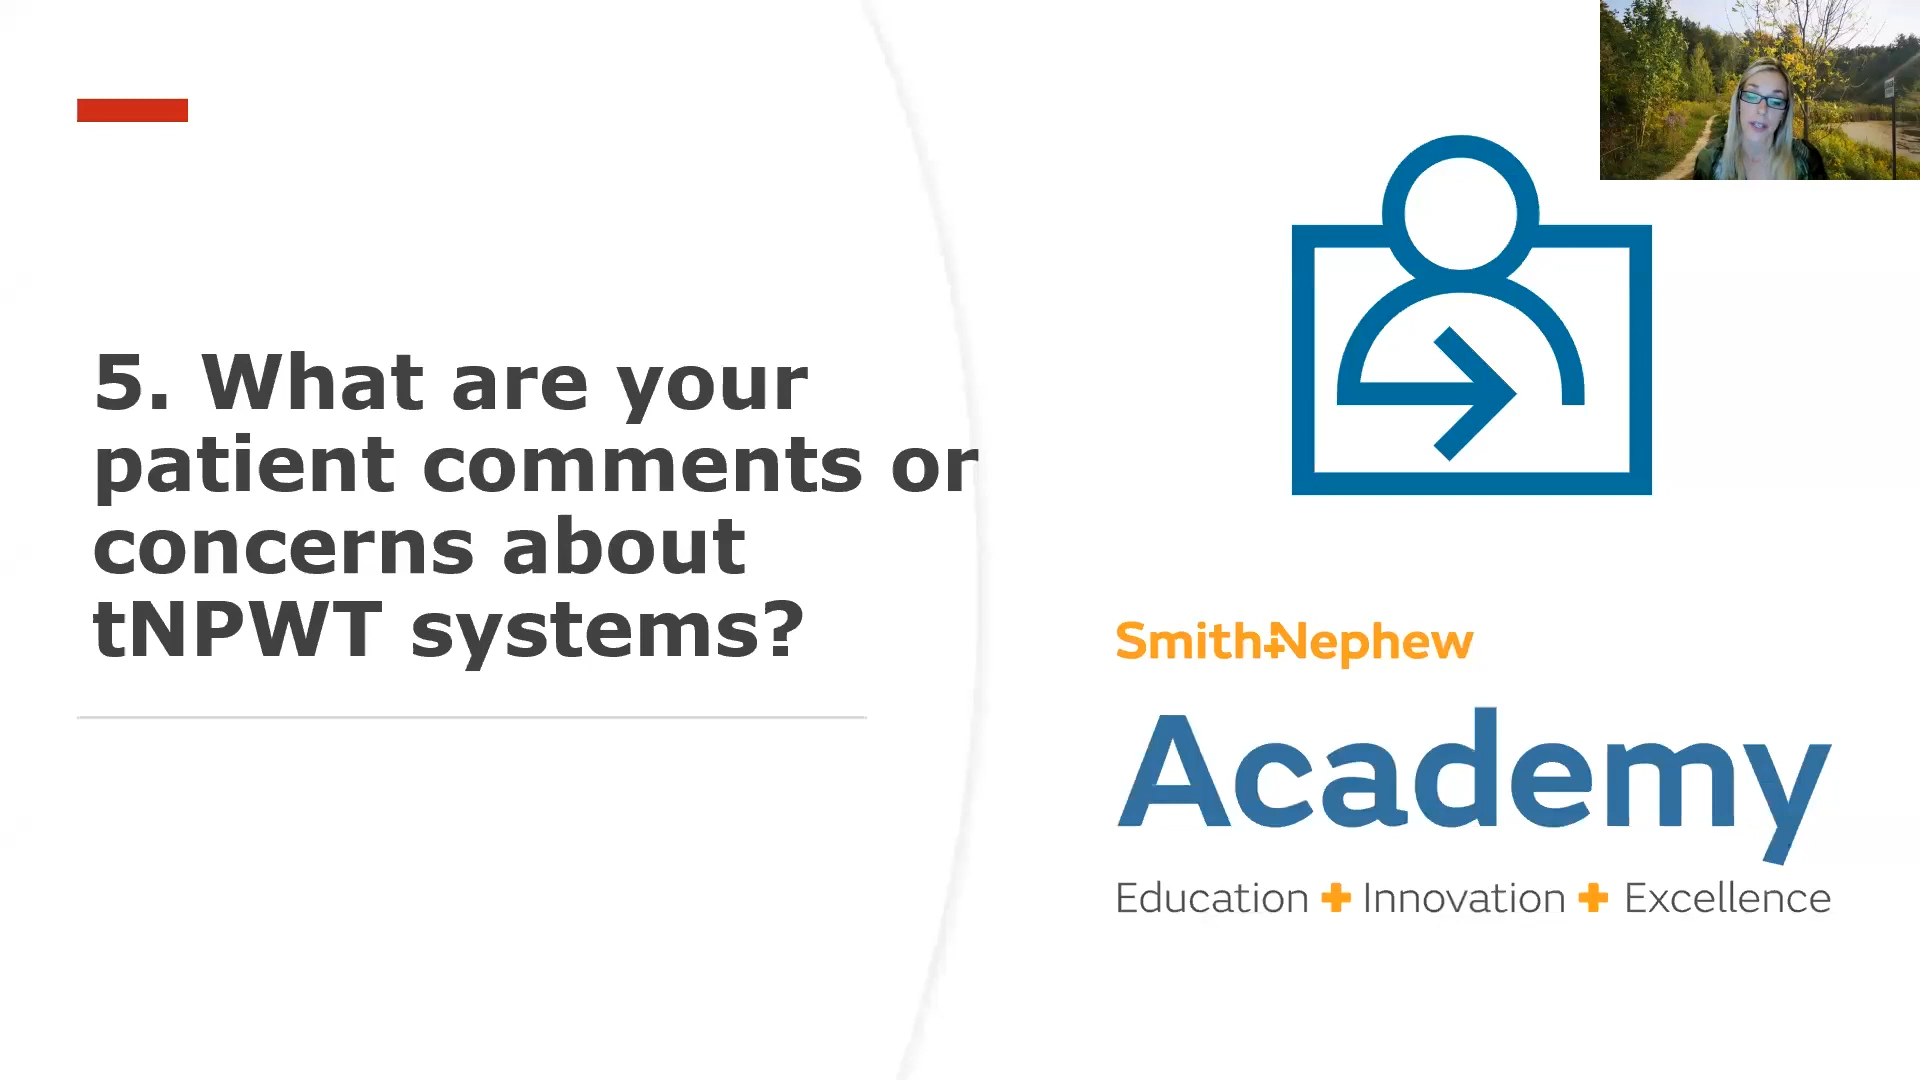 5. What are your
patient comments or
concerns about
tNPWT systems?
Smith+Nephew
Academy
Education + Innovation + Excellence